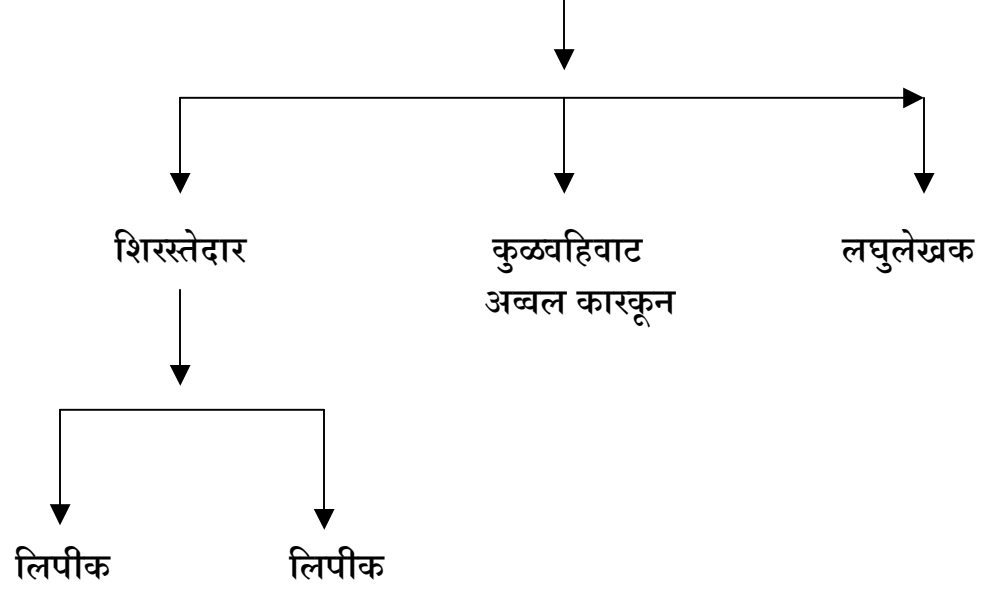 शिरस्तेदार
कुळवहिवाट
अव्वल कारकून
लघुलेखक
लिपीक
लिपीक